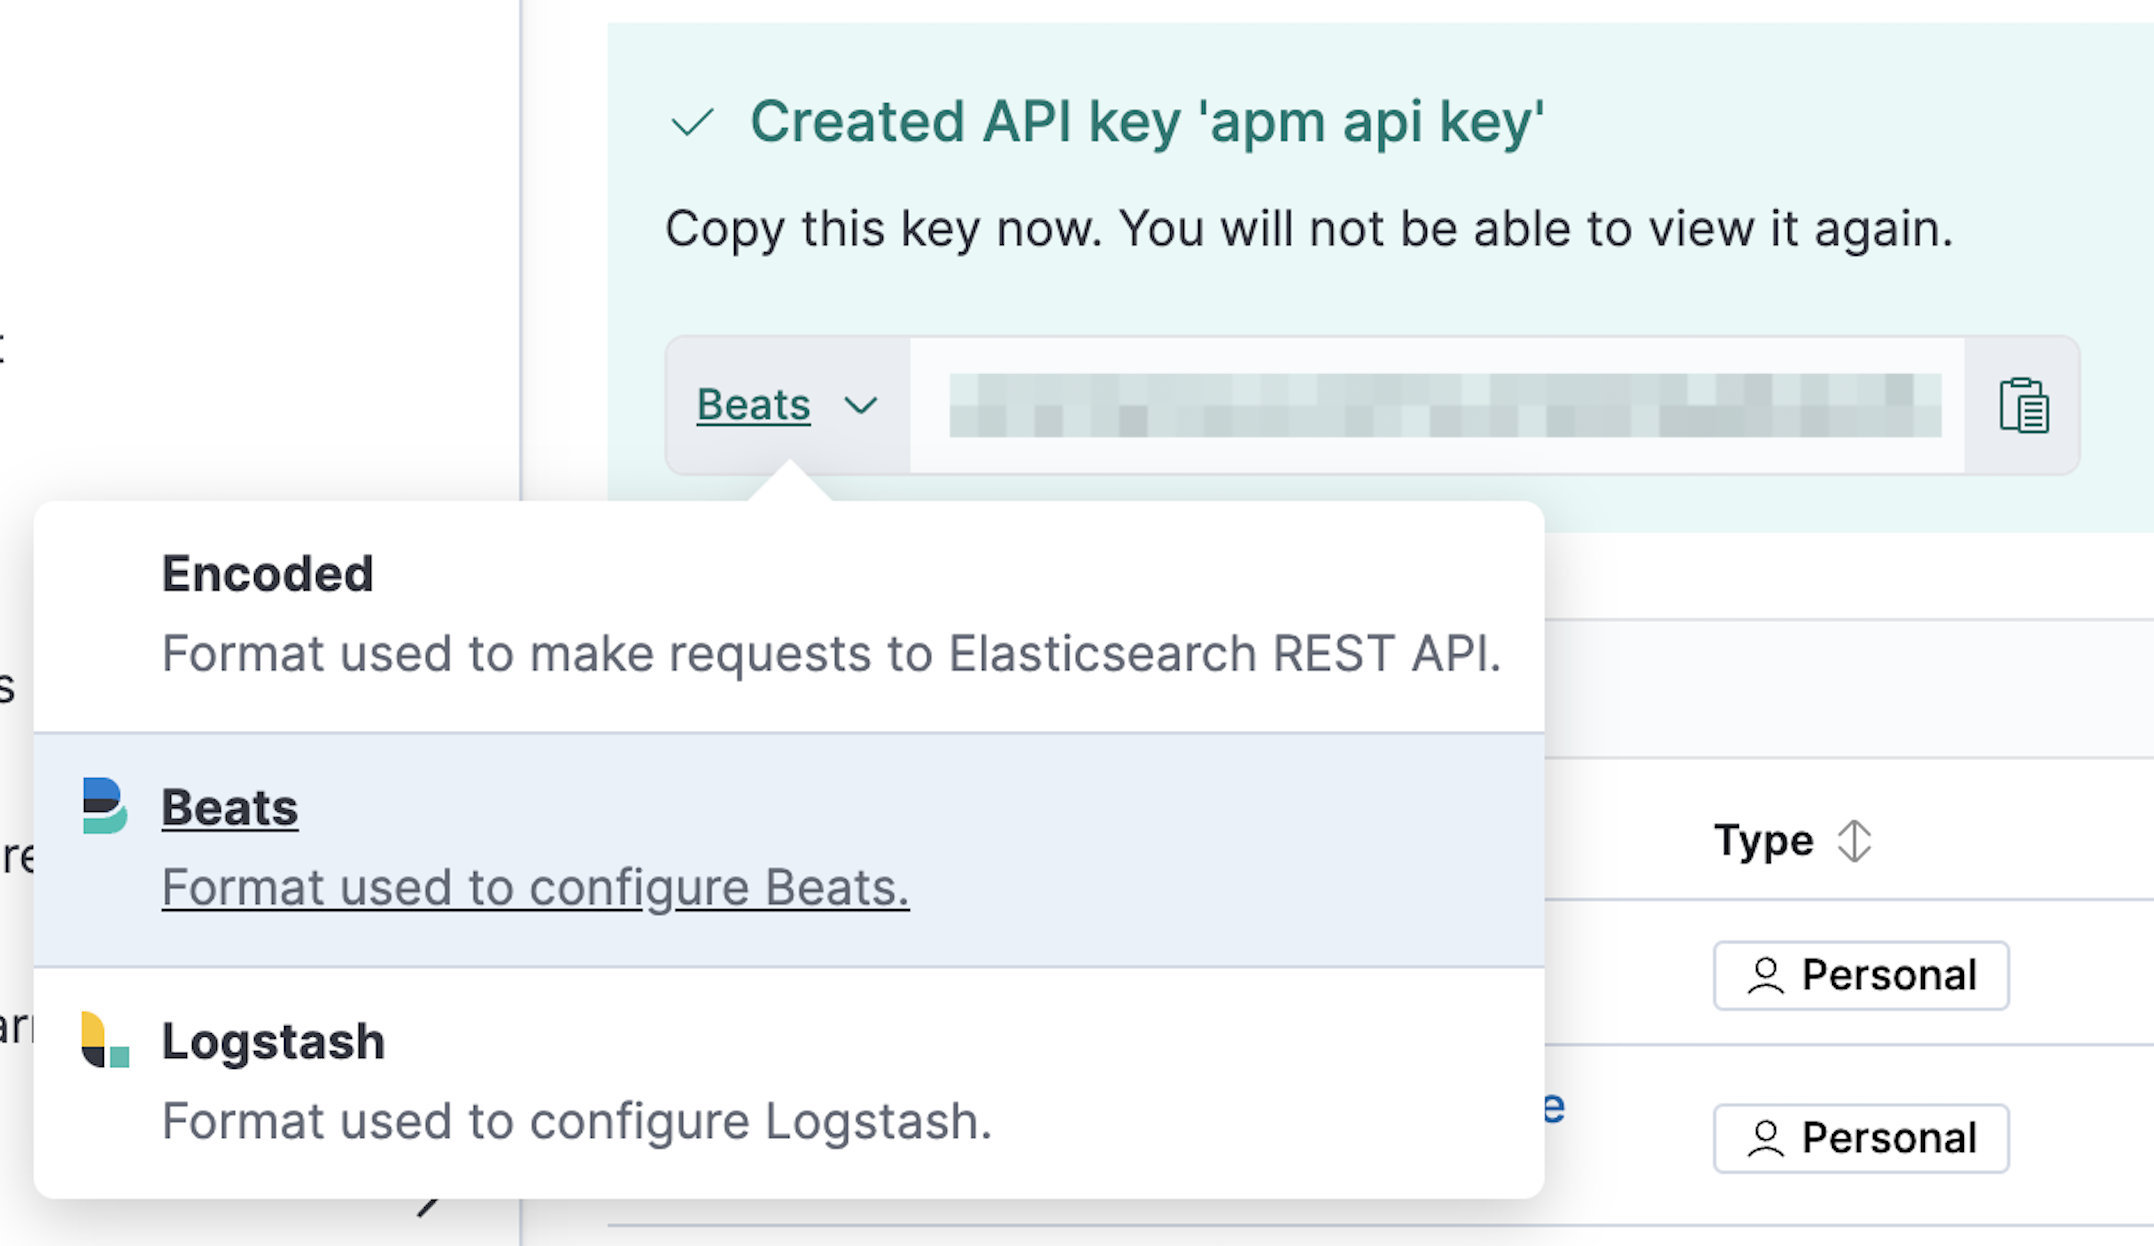 Created API key 'apm api key'
Copy this key now. You will not be able to view it again.
Beats
Encoded
Format used to make requests to Elasticsearch REST API.
Beats
Format used to configure Beats.
Logstash
Format used to configure Logstash.
Type
Personal
Personal